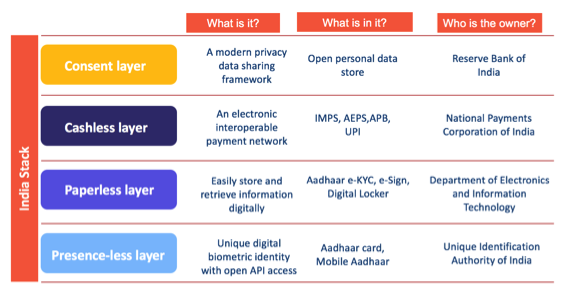 What is it?
What is in it?
Who is the owner?
India Stack
Consent layer
A modern privacy
data sharing
framework
Open personal data
store
Reserve Bank of
India
Cashless layer
An electronic
interoperable
payment network
IMPS, AEPS,APB,
UPI
National Payments
Corporation of India
Paperless layer
Easily store and
retrieve information
digitally
Aadhaar e-KYC, e-Sign,
Digital Locker
Department of Electronics
and Information
Technology
Presence-less layer
Unique digital
biometric identity
with open API access
Aadhaar card,
Mobile Aadhaar
Unique Identification
Authority of India